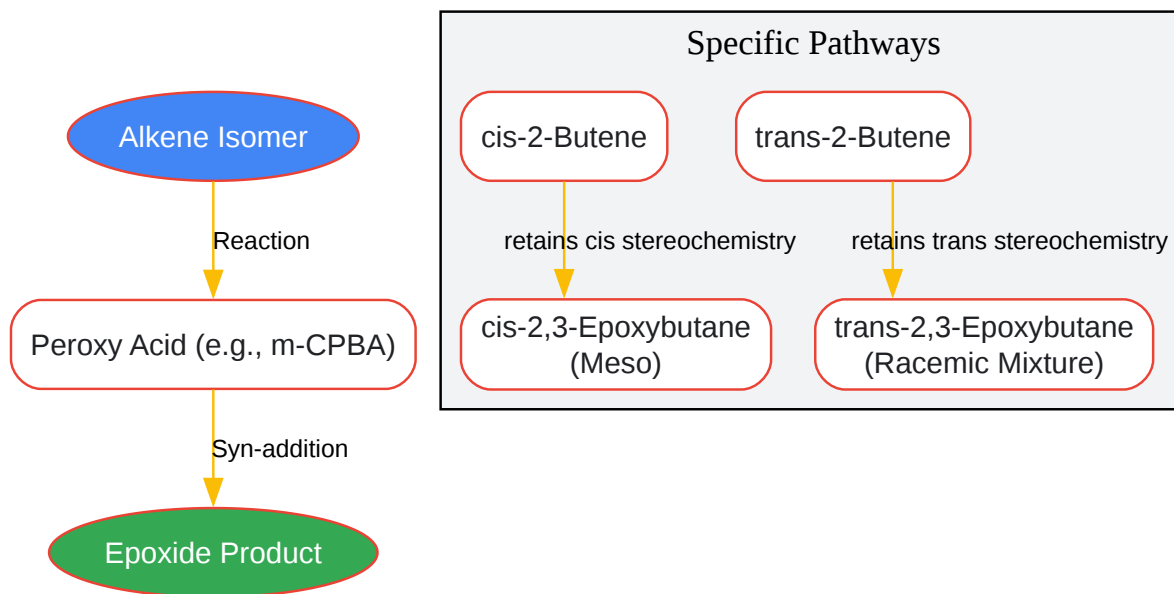 Alkene Isomer
Reaction
Peroxy Acid (e.g., m-CPBA)
Syn-addition
Epoxide Product
Specific Pathways
cis-2-Butene
retains cis stereochemistry
cis-2,3-Epoxybutane
(Meso)
trans-2-Butene
retains trans stereochemistry
trans-2,3-Epoxybutane
(Racemic Mixture)